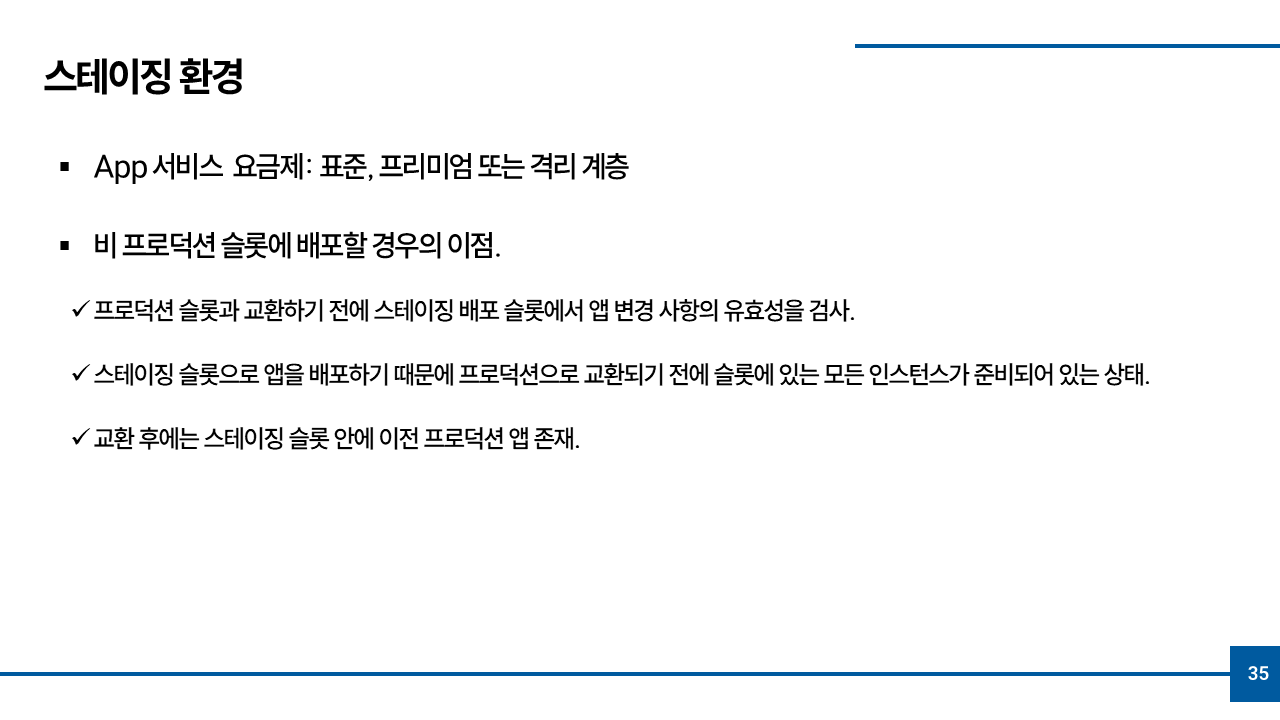 스테이징 환경
▪ App 서비스 요금제: 표준, 프리미엄 또는 격리 계층
▪ 비 프로덕션 슬롯에 배포할 경우의 이점.
✓ 프로덕션 슬롯과 교환하기 전에 스테이징 배포 슬롯에서 앱 변경 사항의 유효성을 검사.
✓ 스테이징 슬롯으로 앱을 배포하기 때문에 프로덕션으로 교환되기 전에 슬롯에 있는 모든 인스턴스가 준비되어 있는 상태.
✓ 교환 후에는 스테이징 슬롯 안에 이전 프로덕션 앱 존재.
35